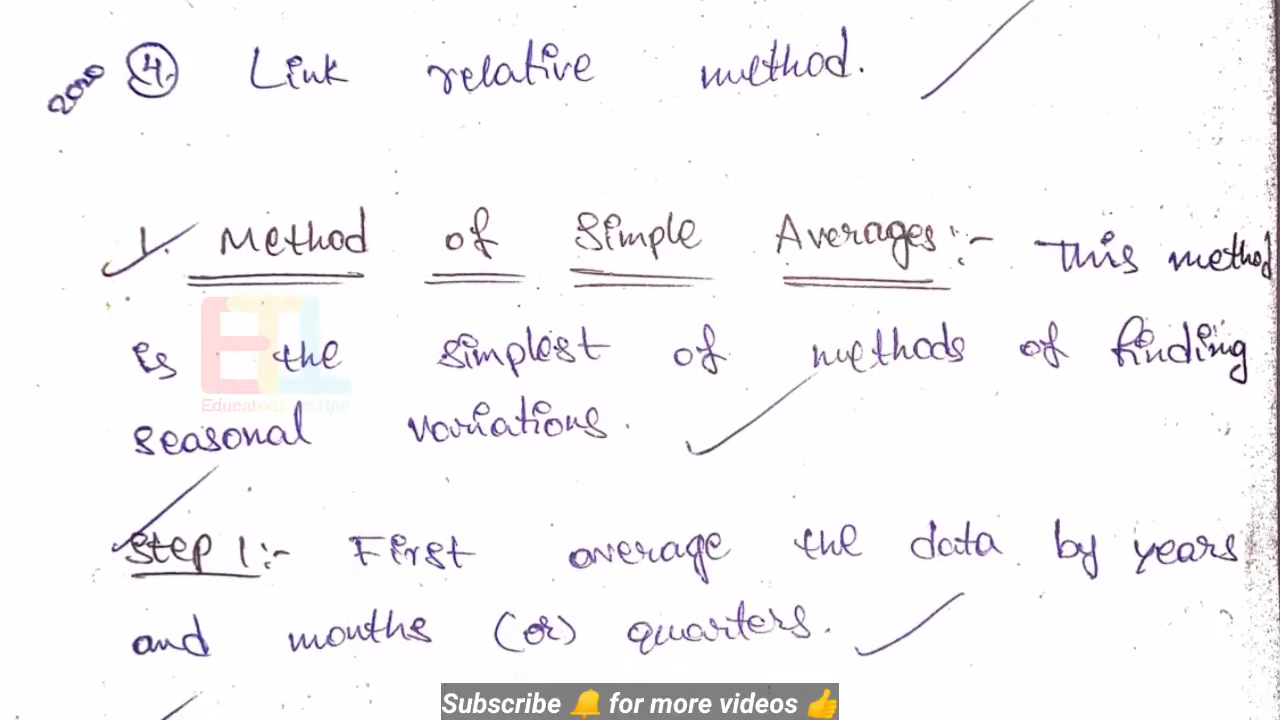 2020 4. Link relative method.
1. Method of Simple Averages:- This method
is the simplest of methods of finding
seasonal variations.
Step 1:- First average the data by years
and months (or) quarters.
Subscribe 🔔 for more videos 👍